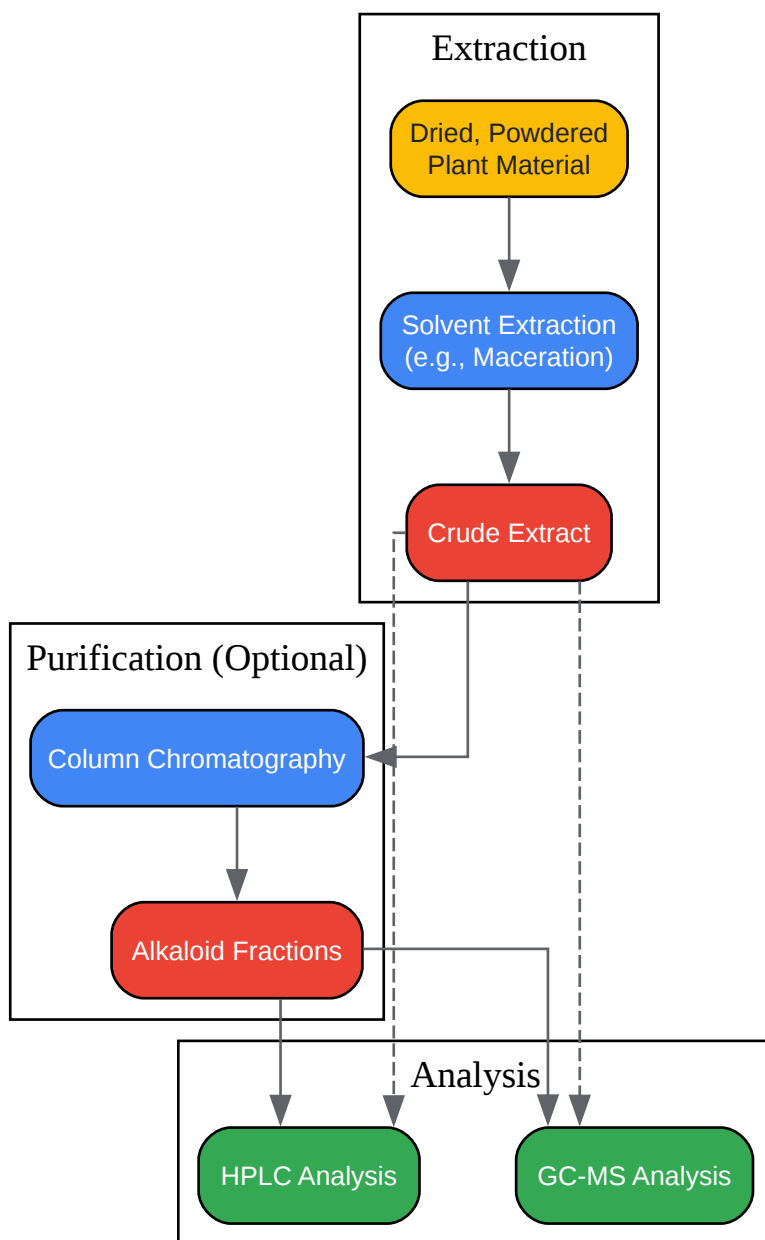 Extraction
Dried, Powdered
Plant Material
Solvent Extraction
(e.g., Maceration)
Crude Extract
Purification (Optional)
Column Chromatography
Alkaloid Fractions
Analysis
HPLC Analysis
GC-MS Analysis